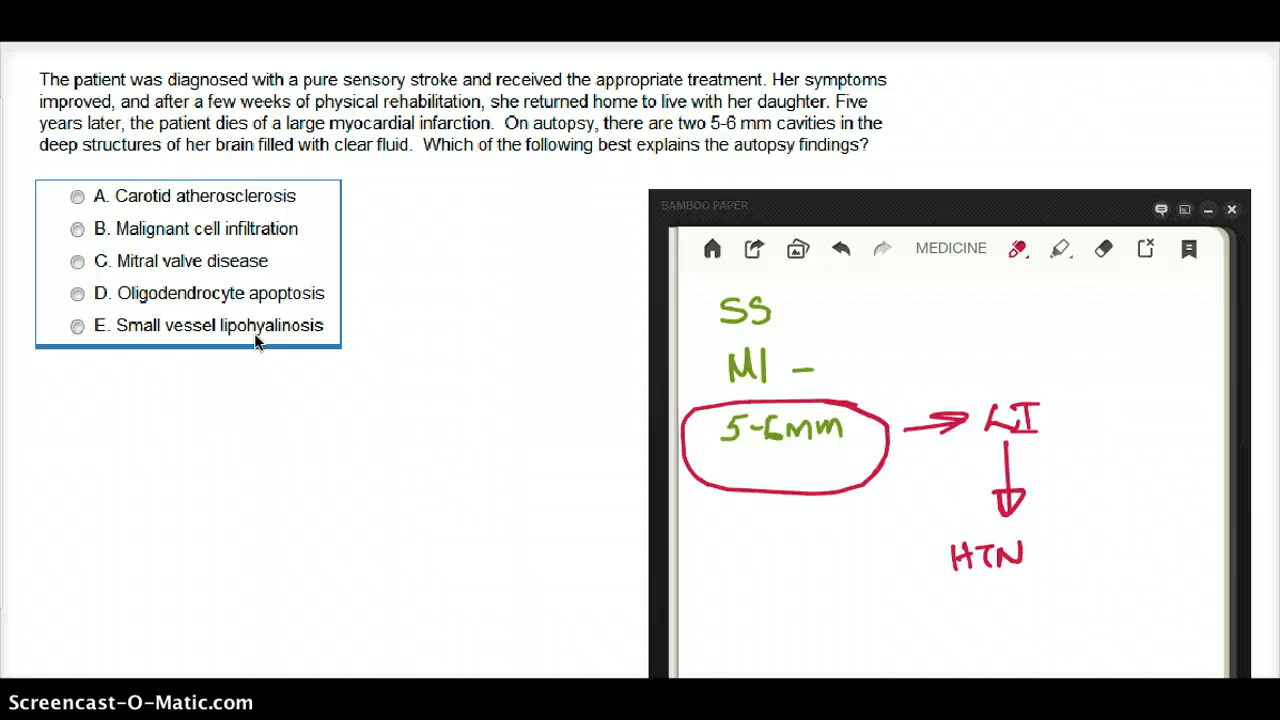 The patient was diagnosed with a pure sensory stroke and received the appropriate treatment. Her symptoms
improved, and after a few weeks of physical rehabilitation, she returned home to live with her daughter. Five
years later, the patient dies of a large myocardial infarction. On autopsy, there are two 5-6 mm cavities in the
deep structures of her brain filled with clear fluid. Which of the following best explains the autopsy findings?
A. Carotid atherosclerosis
B. Malignant cell infiltration
C. Mitral valve disease
D. Oligodendrocyte apoptosis
E. Small vessel lipohyalinosis
BAMBOO PAPER
MEDICINE
SS
MI -
5-6mm → LI
HTN
Screencast-O-Matic.com